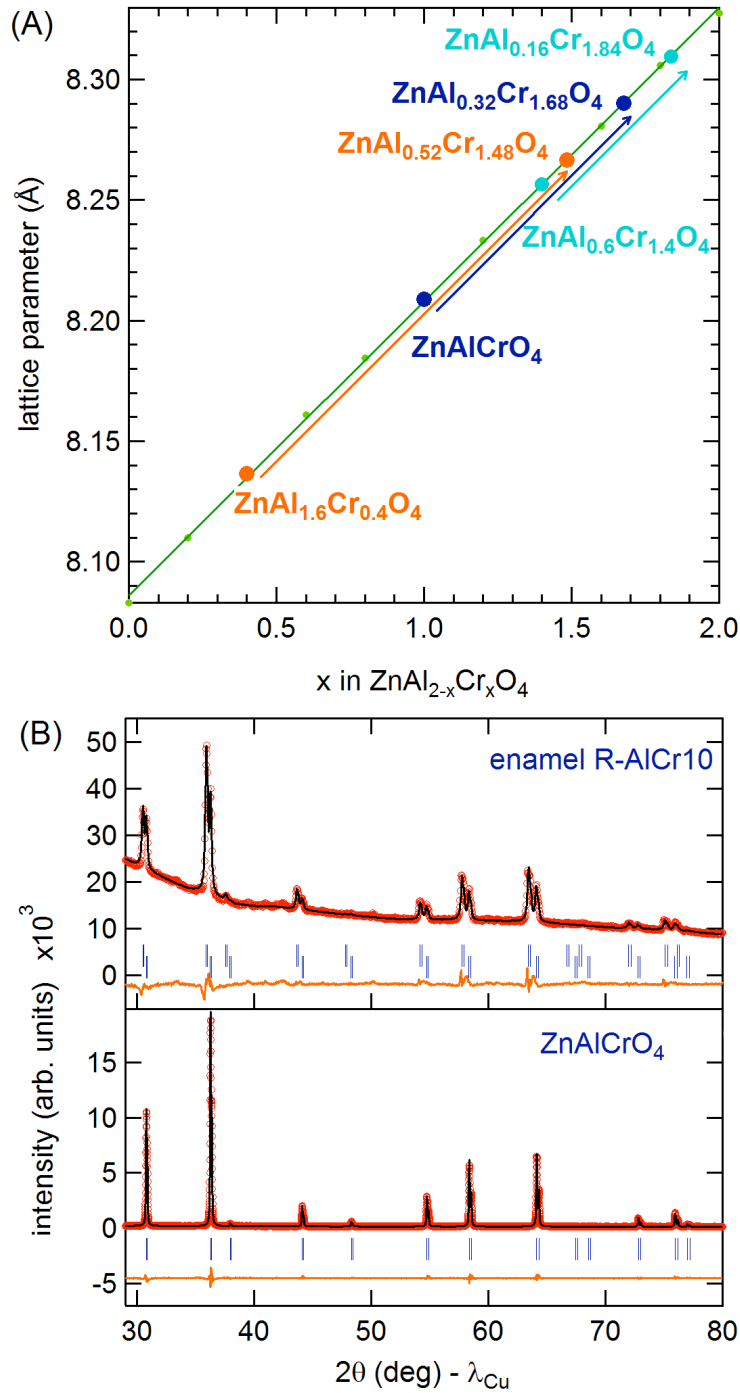 (A)
ZnAl0.16Cr1.84O4
ZnAl0.32Cr1.68O4
ZnAl0.52Cr1.48O4
ZnAl0.6Cr1.4O4
ZnAlCrO4
ZnAl1.6Cr0.4O4
lattice parameter (Å)
8.30
8.25
8.20
8.15
8.10
0.0 0.5 1.0 1.5 2.0
x in ZnAl2-xCrxO4
(B)
enamel R-AlCr10
50
40
30
20
10
0
x10³
intensity (arb. units)
ZnAlCrO4
15
10
5
0
-5
30 40 50 60 70 80
2θ (deg) - λCu